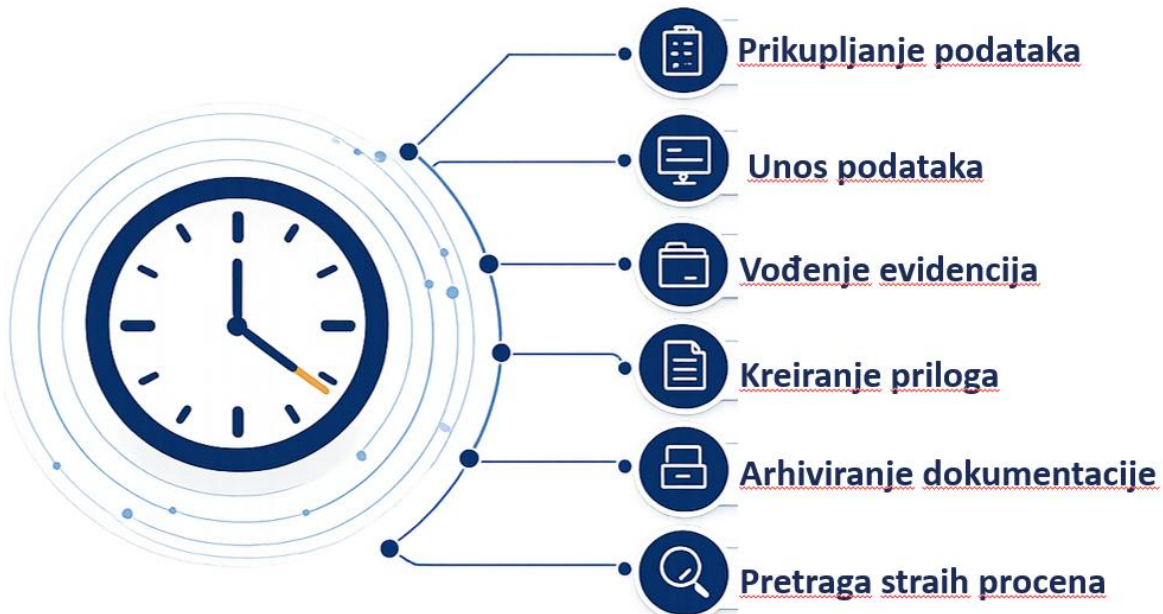 Prikupljanje podataka
Unos podataka
Vođenje evidencija
Kreiranje priloga
Arhiviranje dokumentacije
Pretraga straih procena